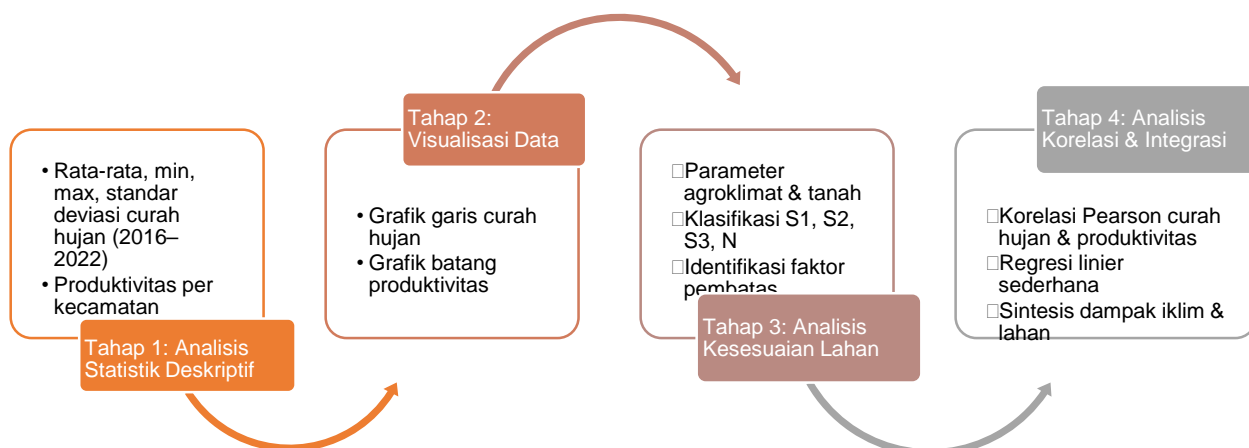 • Rata-rata, min,
max, standar
deviasi curah
hujan (2016–
2022)
• Produktivitas per
kecamatan
Tahap 1: Analisis
Statistik Deskriptif
Tahap 2:
Visualisasi Data
• Grafik garis curah
hujan
• Grafik batang
produktivitas
□Parameter
agroklimat & tanah
□Klasifikasi S1, S2,
S3, N
□Identifikasi faktor
pembatas
Tahap 3: Analisis
Kesesuaian Lahan
Tahap 4: Analisis
Korelasi & Integrasi
□Korelasi Pearson curah
hujan & produktivitas
□Regresi linier
sederhana
□Sintesis dampak iklim &
lahan